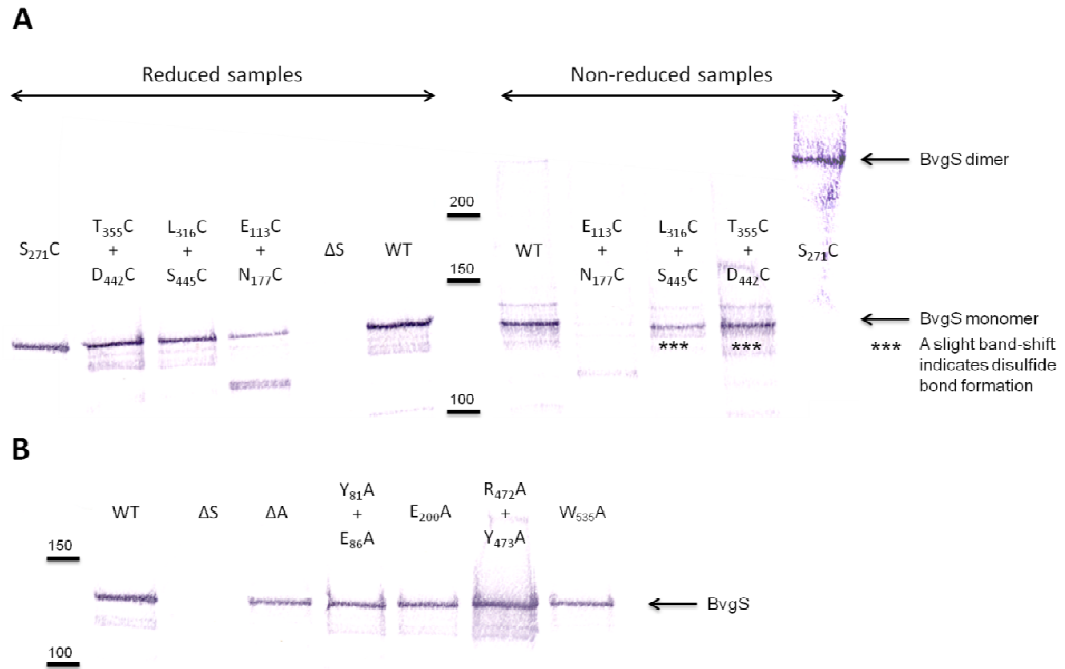 A
Reduced samples
Non-reduced samples
BvgS dimer
200
T355C
+
D442C
L316C
+
S445C
E113C
+
N177C
S271C
ΔS
WT
WT
E113C
+
N177C
L316C
+
S445C
T355C
+
D442C
S271C
150
BvgS monomer
*** A slight band-shift
indicates disulfide
bond formation
***
***
100
B
WT
ΔS
ΔA
Y81A
+
E86A
E200A
R472A
+
Y473A
W535A
150
BvgS
100